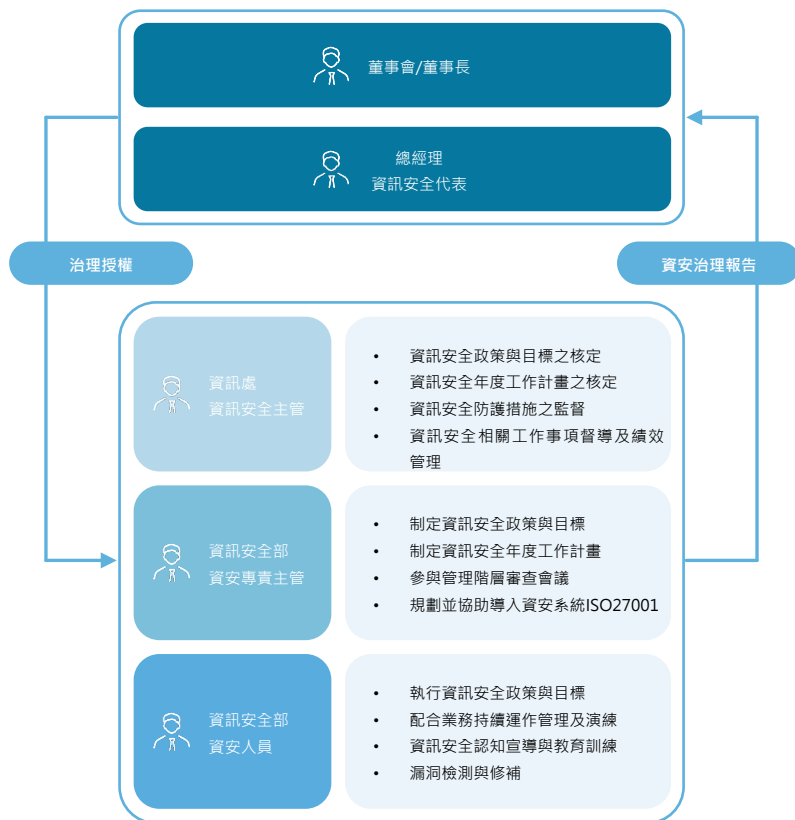 董事會/董事長
總經理
資訊安全代表
治理授權
資安治理報告
資訊處
資訊安全主管
• 資訊安全政策與目標之核定
• 資訊安全年度工作計畫之核定
• 資訊安全防護措施之監督
• 資訊安全相關工作事項督導及績效
管理
資訊安全部
資安專責主管
• 制定資訊安全政策與目標
• 制定資訊安全年度工作計畫
• 參與管理階層審查會議
• 規劃並協助導入資安系統ISO27001
資訊安全部
資安人員
• 執行資訊安全政策與目標
• 配合業務持續運作管理及演練
• 資訊安全認知宣導與教育訓練
• 漏洞檢測與修補